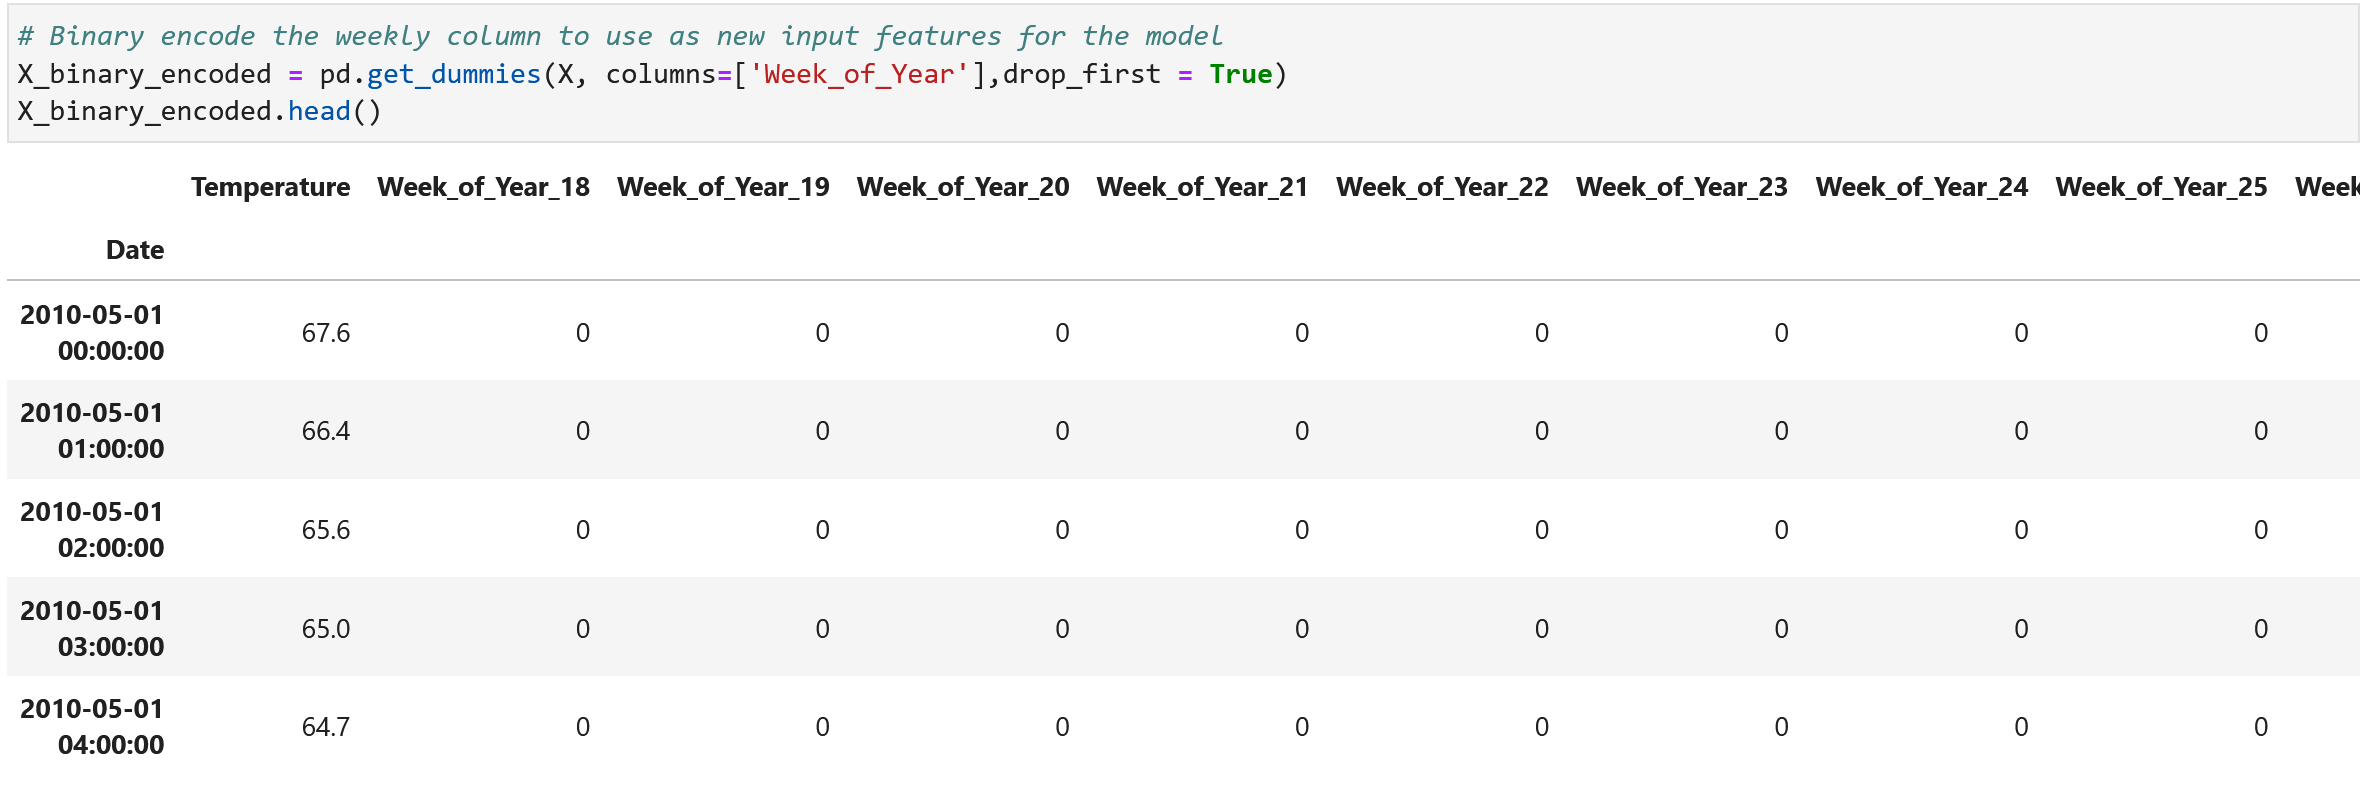 # Binary encode the weekly column to use as new input features for the model
X_binary_encoded = pd.get_dummies(X, columns=['Week_of_Year'],drop_first = True)
X_binary_encoded.head()
Temperature Week_of_Year_18 Week_of_Year_19 Week_of_Year_20 Week_of_Year_21 Week_of_Year_22 Week_of_Year_23 Week_of_Year_24 Week_of_Year_25 Week
Date
2010-05-01
00:00:00 67.6 0 0 0 0 0 0 0 0
2010-05-01
01:00:00 66.4 0 0 0 0 0 0 0 0
2010-05-01
02:00:00 65.6 0 0 0 0 0 0 0 0
2010-05-01
03:00:00 65.0 0 0 0 0 0 0 0 0
2010-05-01
04:00:00 64.7 0 0 0 0 0 0 0 0